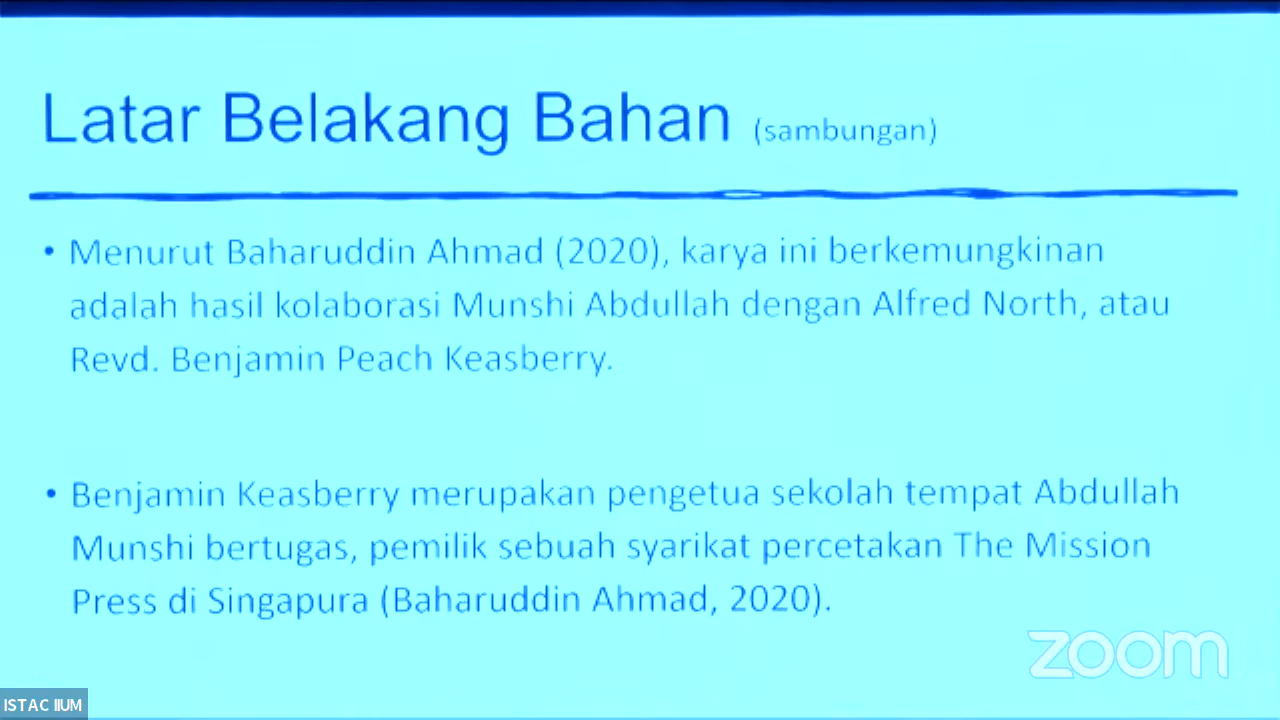 Latar Belakang Bahan (sambungan)
• Menurut Baharuddin Ahmad (2020), karya ini berkemungkinan
adalah hasil kolaborasi Munshi Abdullah dengan Alfred North, atau
Revd. Benjamin Peach Keasberry.
• Benjamin Keasberry merupakan pengetua sekolah tempat Abdullah
Munshi bertugas, pemilik sebuah syarikat percetakan The Mission
Press di Singapura (Baharuddin Ahmad, 2020).
zoom
ISTAC IIUM